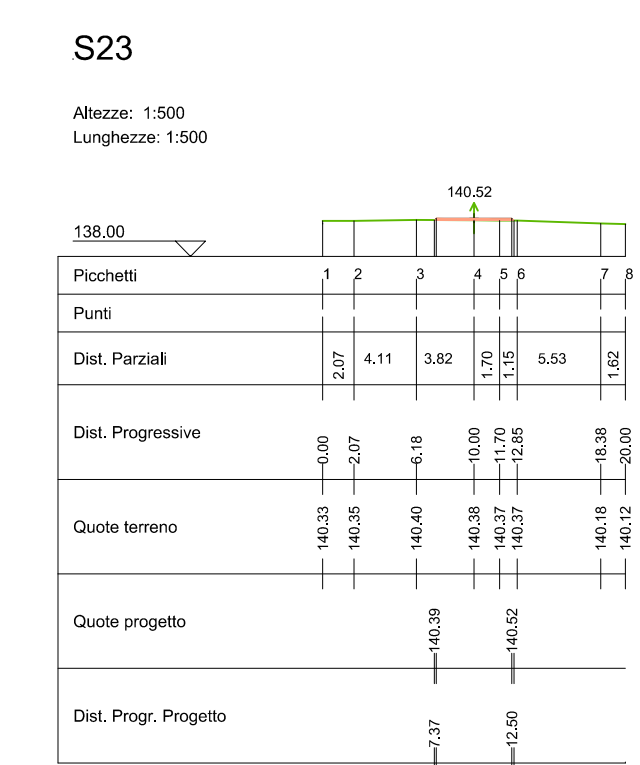 S23
Altezze: 1:500
Lunghezze: 1:500
140.52
138.00
Picchetti 1 2 3 4 5 6 7 8
Punti
Dist. Parziali 2.07 4.11 3.82 1.70 1.15 5.53 1.62
Dist. Progressive 0.00 2.07 6.18 10.00 11.70 12.85 18.38 20.00
Quote terreno 140.33 140.35 140.40 140.38 140.37 140.37 140.18 140.12
Quote progetto 140.39 140.52
Dist. Progr. Progetto 7.37 12.50